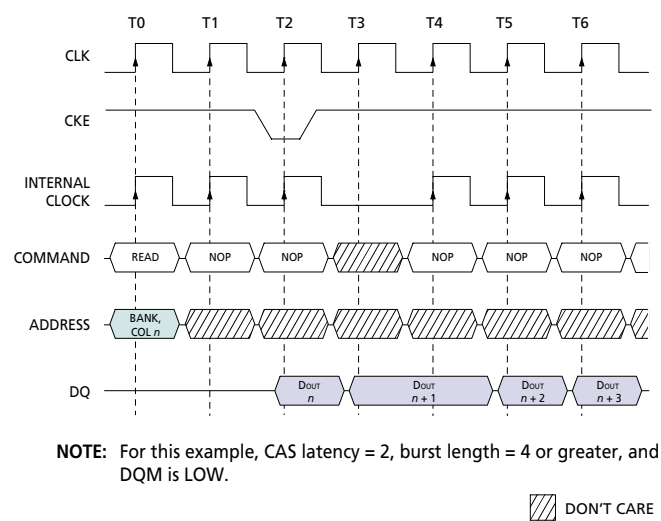 T0 T1 T2 T3 T4 T5 T6
CLK
CKE
INTERNAL
CLOCK
COMMAND READ NOP NOP NOP NOP NOP
ADDRESS BANK,
COL n
DQ DOUT DOUT DOUT DOUT
n n + 1 n + 2 n + 3
NOTE: For this example, CAS latency = 2, burst length = 4 or greater, and
DQM is LOW.
DON'T CARE